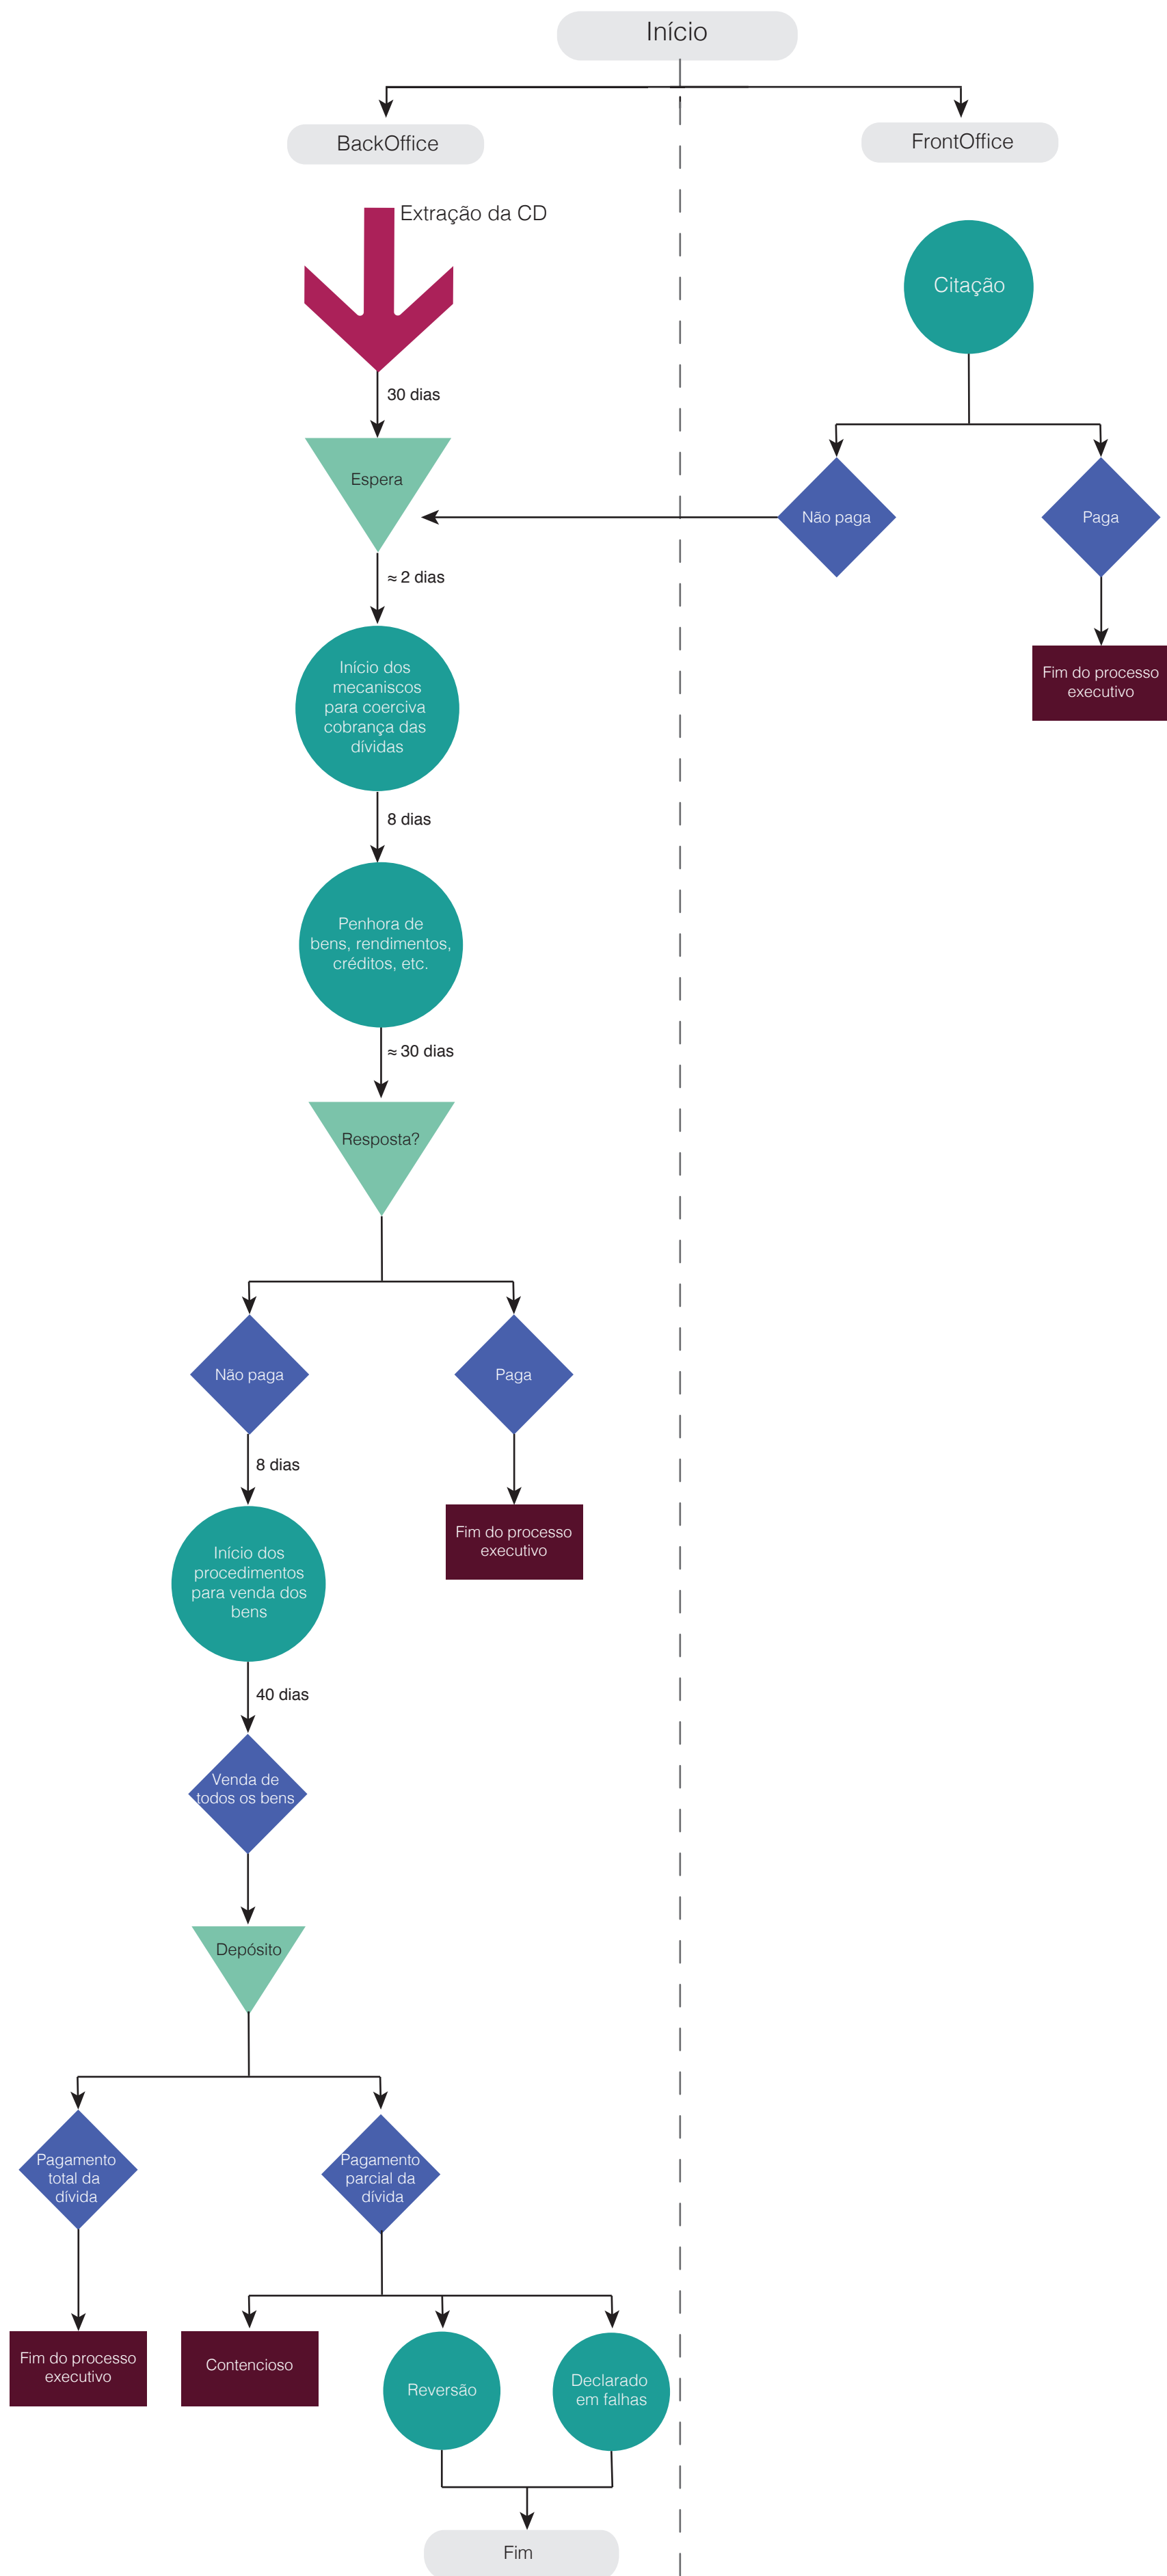 Início
BackOffice
FrontOffice
Extração da CD
Citação
30 dias
Espera
Não paga
Paga
≈ 2 dias
Fim do processo
executivo
Início dos
mecaniscos
para coerciva
cobrança das
dívidas
8 dias
Penhora de
bens, rendimentos,
créditos, etc.
≈ 30 dias
Resposta?
Não paga
Paga
8 dias
Fim do processo
executivo
Início dos
procedimentos
para venda dos
bens
40 dias
Venda de
todos os bens
Depósito
Pagamento
total da
dívida
Pagamento
parcial da
dívida
Fim do processo
executivo
Contencioso
Reversão
Declarado
em falhas
Fim